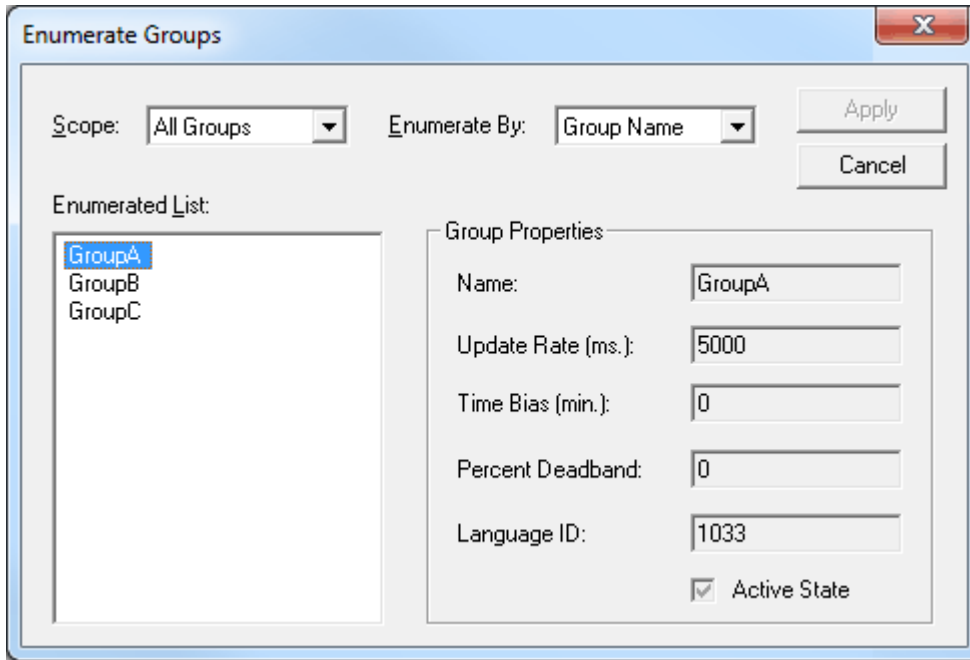 Enumerate Groups
Scope: All Groups Enumerate By: Group Name Apply
Cancel
Enumerated List:
GroupA
GroupB
GroupC
Group Properties
Name: GroupA
Update Rate (ms.): 5000
Time Bias (min.): 0
Percent Deadband: 0
Language ID: 1033
Active State